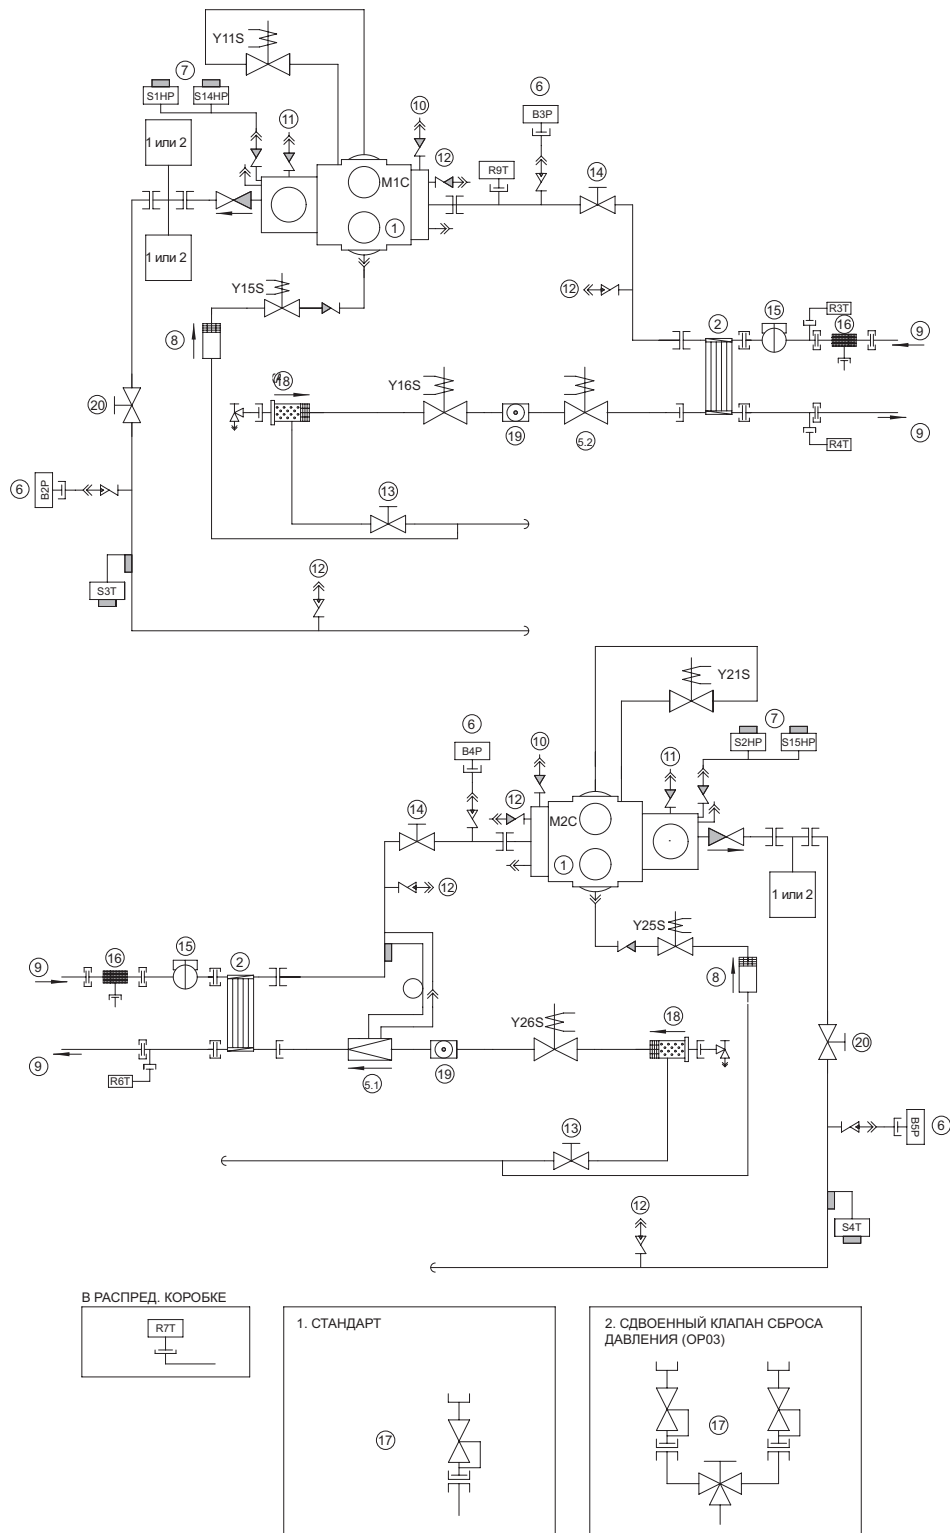 Y11S
7
S1HP
S14HP
6
10
B3P
11
1 или 2
12
R9T
14
M1C
1
1 или 2
12
Y15S
8
2
15
R3T
16
9
18
Y16S
20
19
5.2
R4T
9
6
B2P
13
12
S3T
Y21S
6
10
7
B4P
S2HP
S15HP
11
12
14
M2C
1
12
1 или 2
Y25S
9
16
15
2
8
Y26S
18
9
20
19
R6T
5.1
13
B5P
6
12
S4T
В РАСПРЕД. КОРОБКЕ
R7T
1. СТАНДАРТ
17
2. СДВОЕННЫЙ КЛАПАН СБРОСА
ДАВЛЕНИЯ (OP03)
17